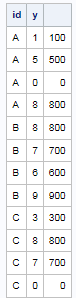 id y
A 1 100
A 5 500
A 0 0
A 8 800
B 8 800
B 7 700
B 6 600
B 9 900
C 3 300
C 8 800
C 7 700
C 0 0